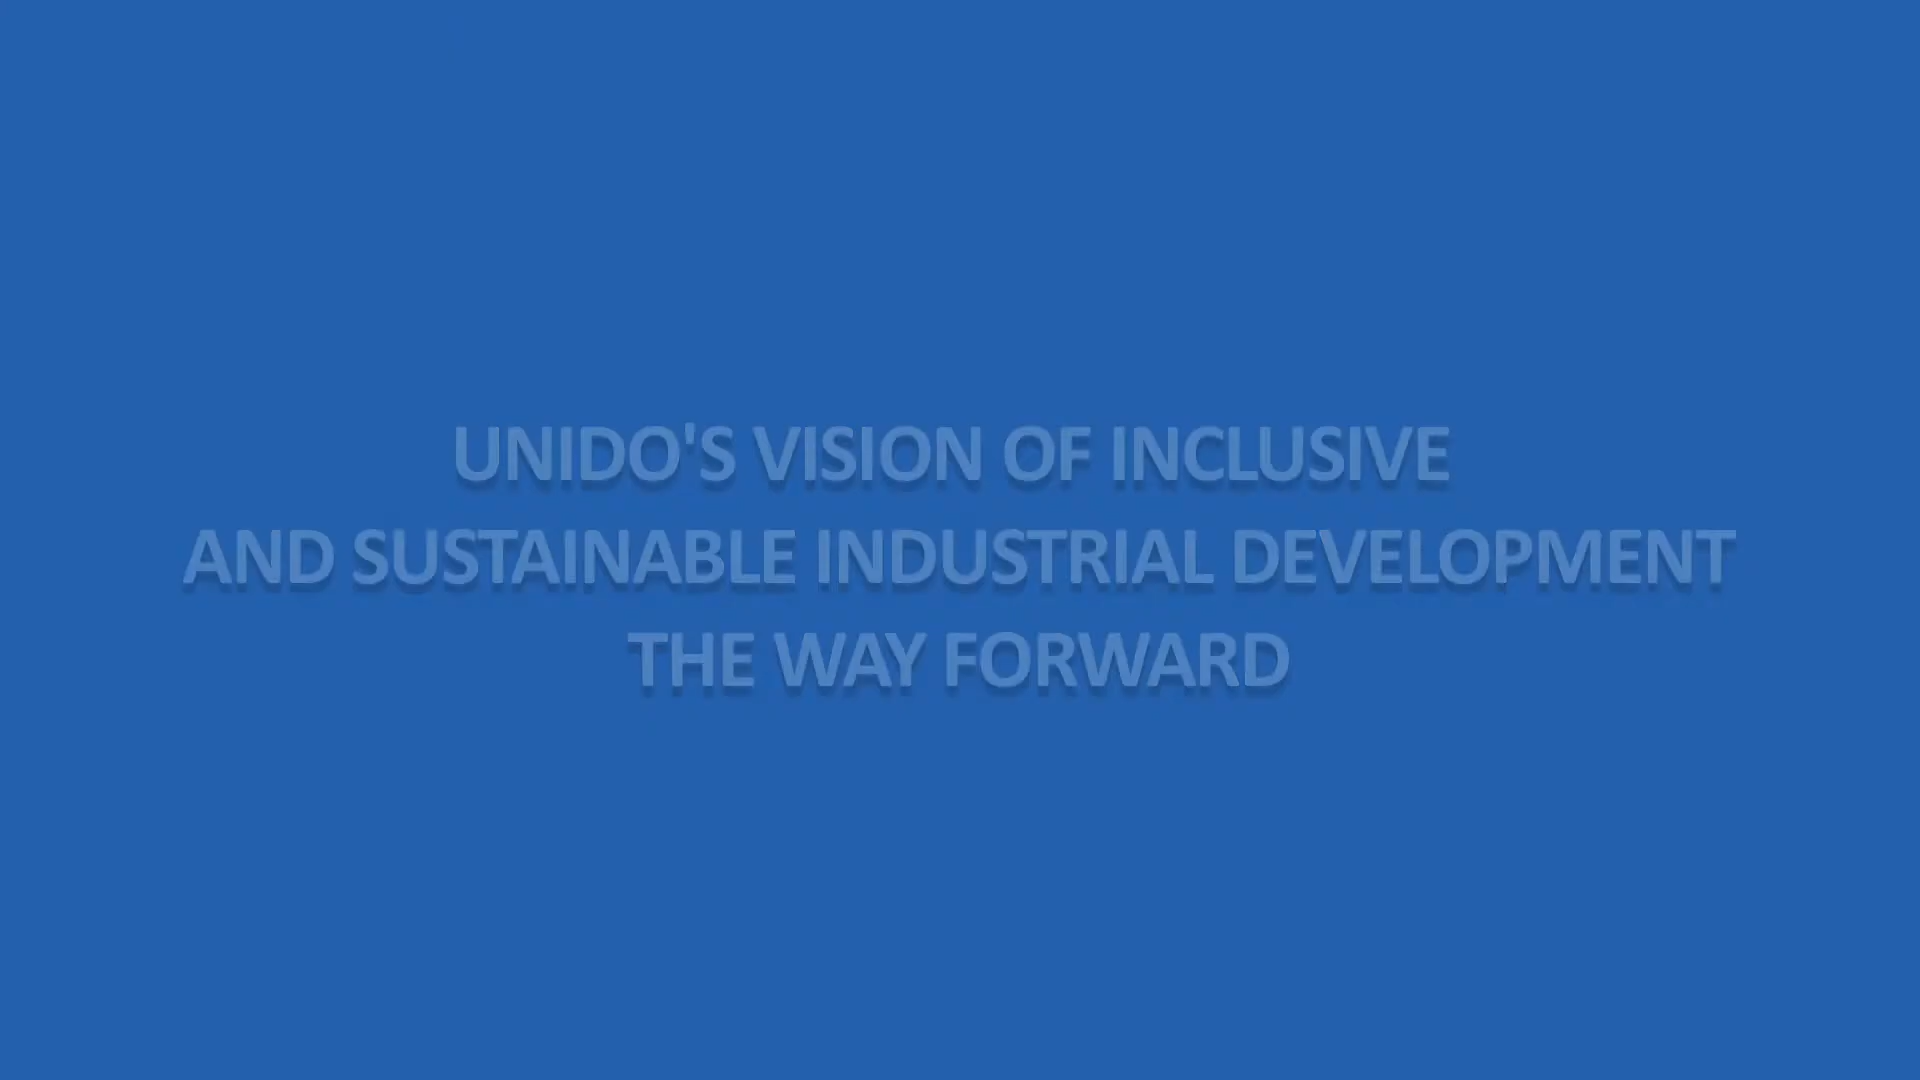 UNIDO'S VISION OF INCLUSIVE
AND SUSTAINABLE INDUSTRIAL DEVELOPMENT
THE WAY FORWARD